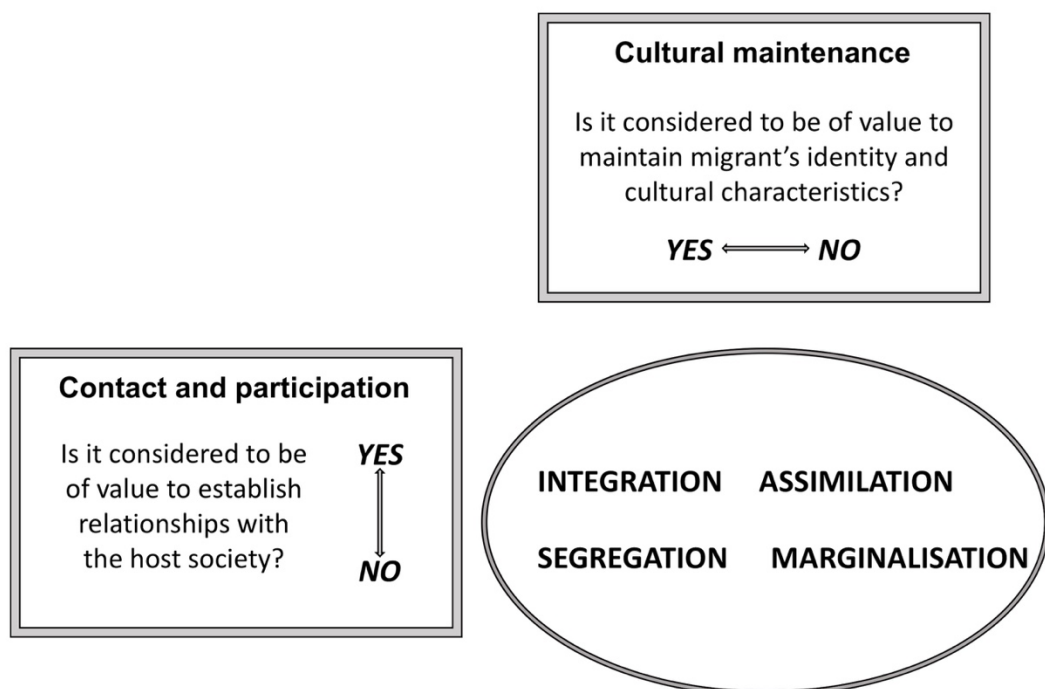 Cultural maintenance
Is it considered to be of value to
maintain migrant's identity and
cultural characteristics?
YES NO
Contact and participation
Is it considered to be
of value to establish
relationships with
the host society?
YES
NO
INTEGRATION ASSIMILATION
SEGREGATION MARGINALISATION